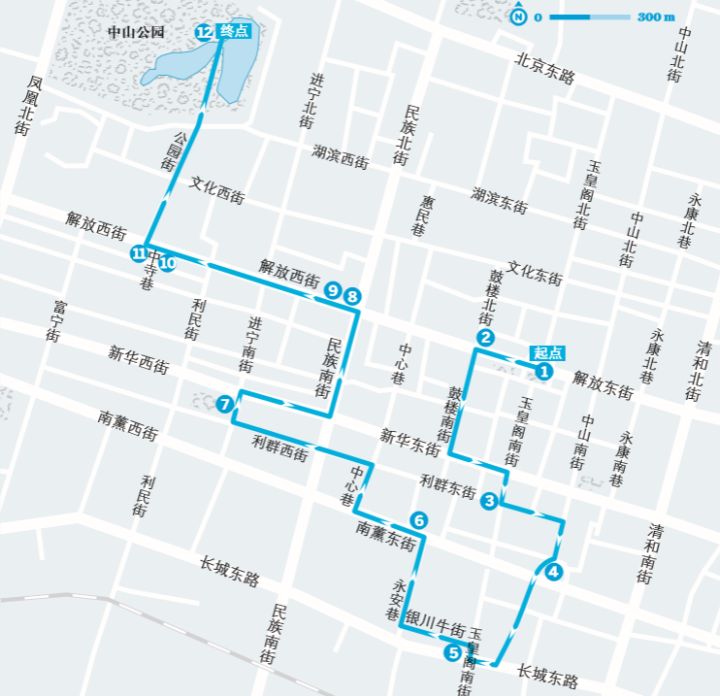 中山公园
12 终点
N 0 300 m
中山北街
北京东路
凤凰北街
进宁北街
民族北街
公园街
湖滨西街
玉皇阁北街
文化西街
湖滨东街
永康北巷
惠民巷
中山北街
解放西街
11
10
中寺巷
解放西街
文化东街
鼓楼北街
9
8
富宁街
利民街
进宁南街
2
起点
1
永康北巷
清和北街
新华西街
民族南街
中心巷
解放东街
7
鼓楼南街
玉皇阁南街
中山南街
南薰西街
新华东街
永康南巷
利群西街
利群东街
3
中心巷
利民街
6
南薰东街
清和南街
4
长城东路
永安巷
银川牛街
民族南街
5
玉皇阁南街
长城东路